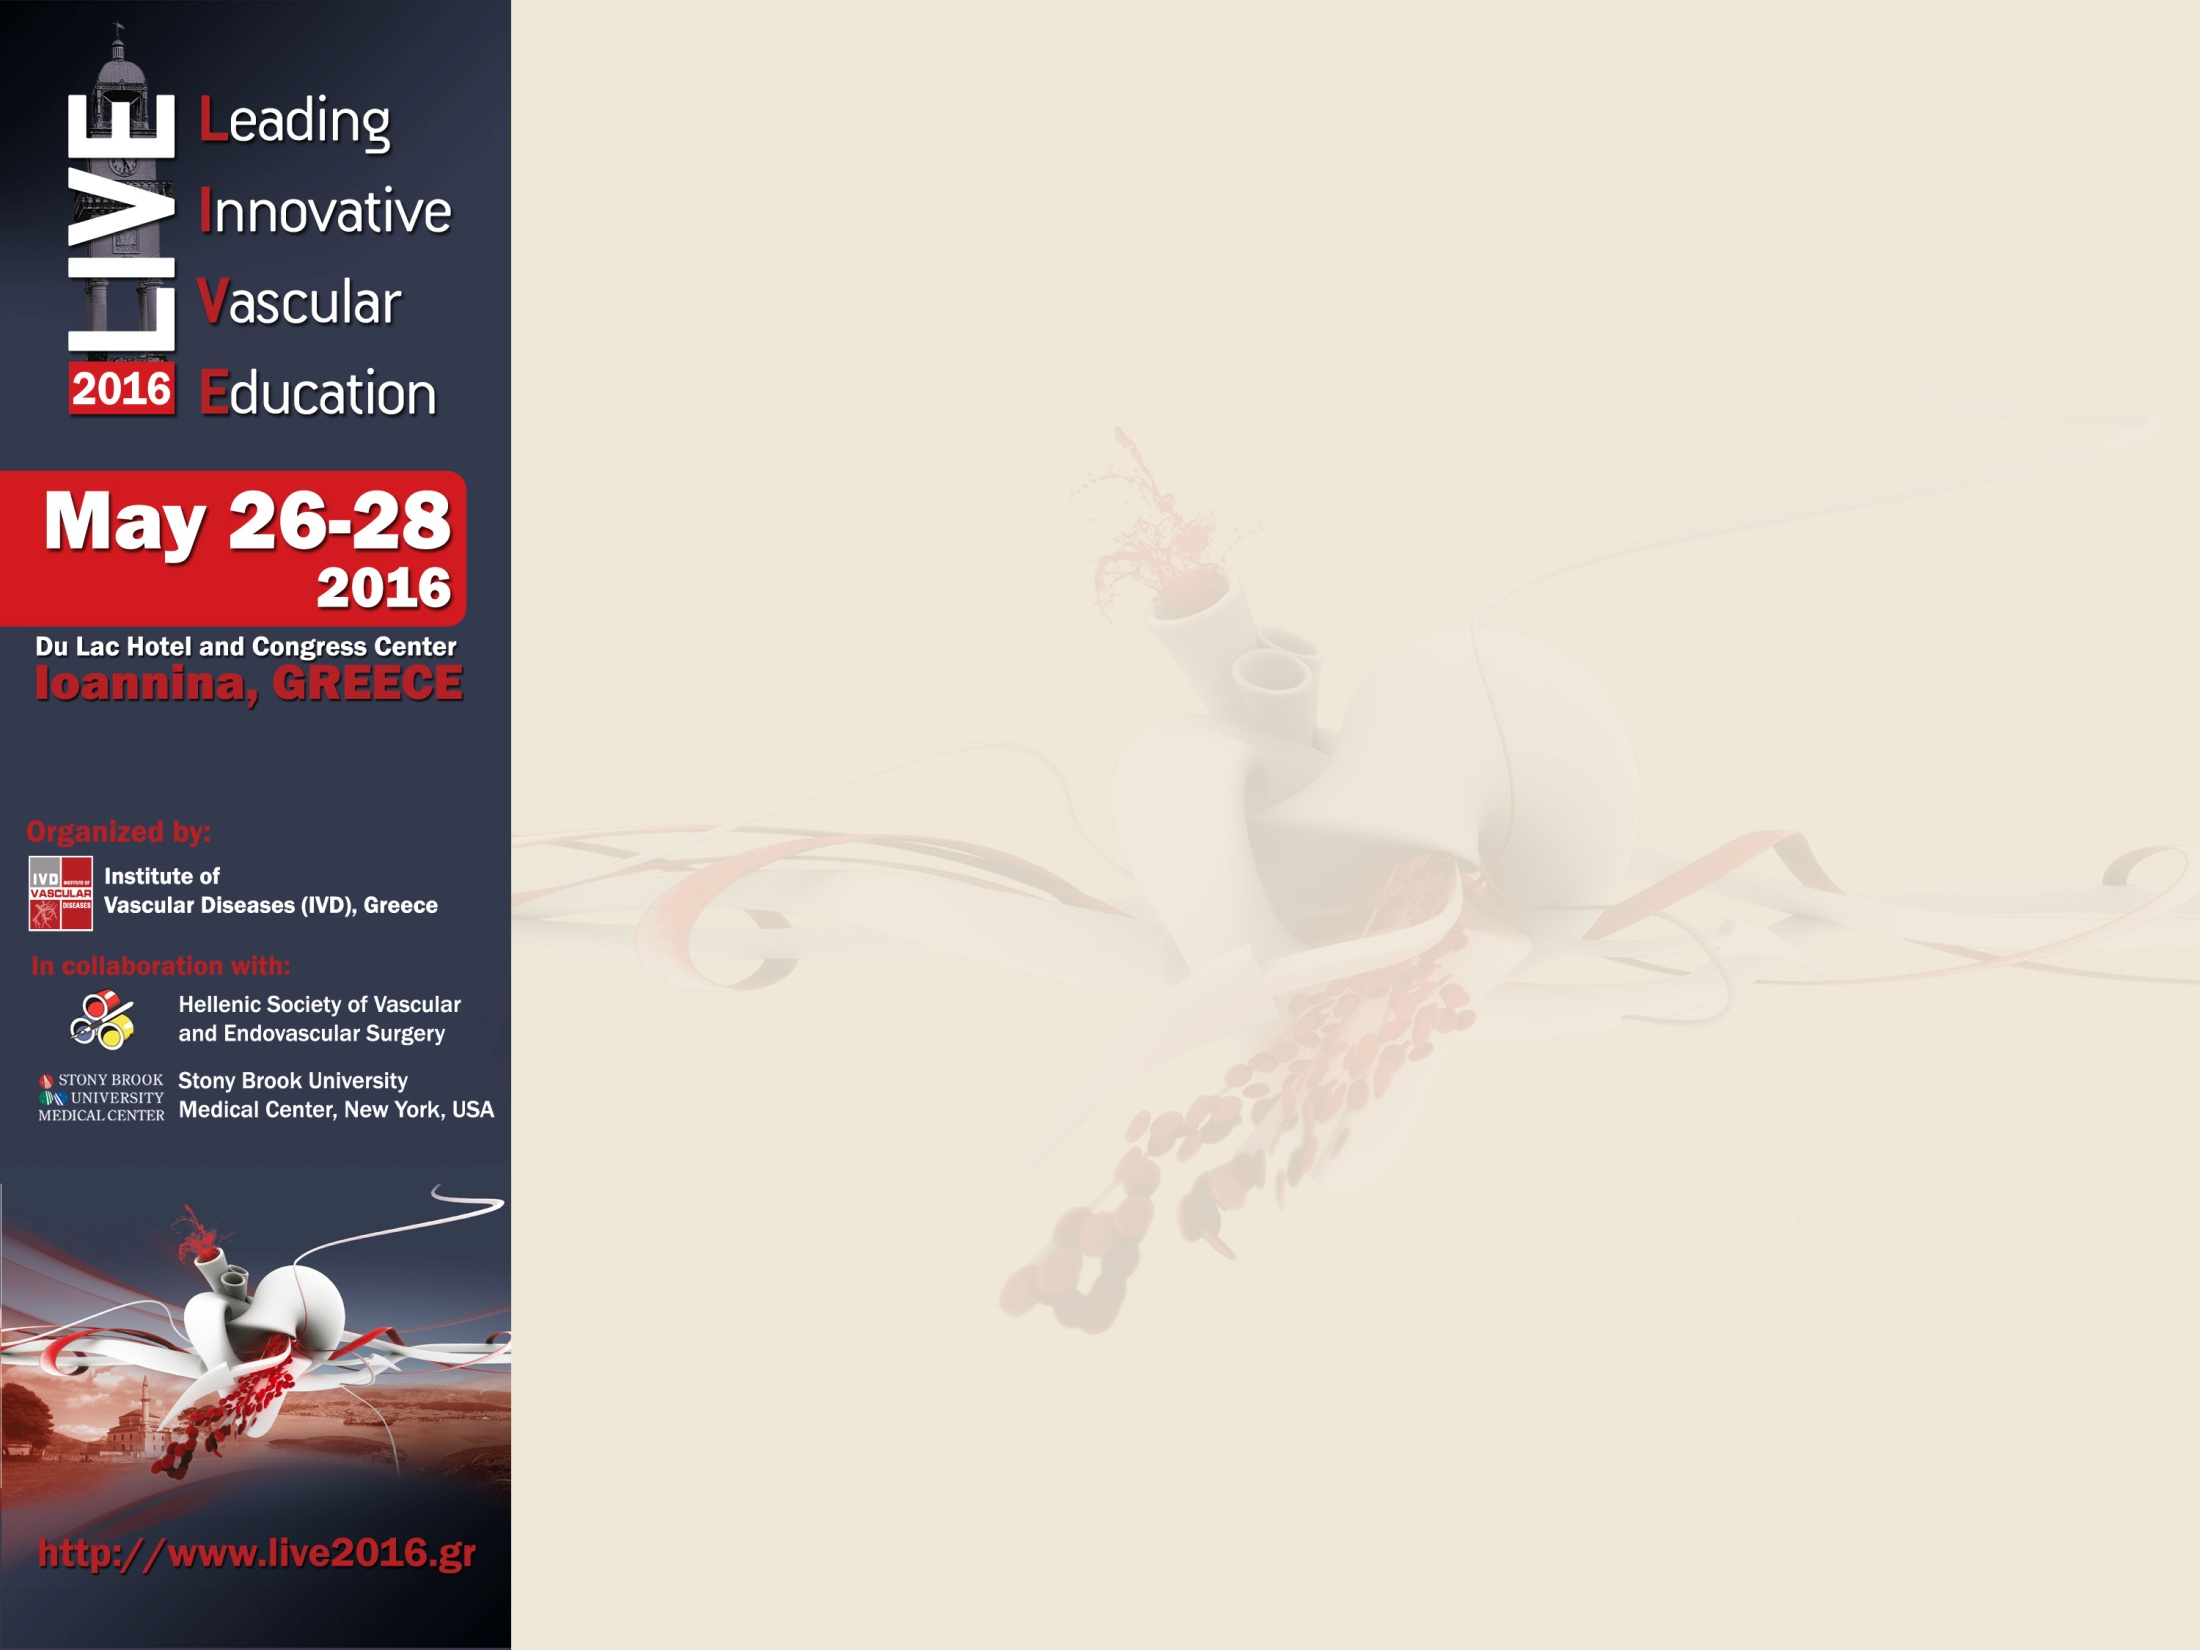 LIVE
2016
Leading
Innovative
Vascular
Education
May 26-28
2016
Du Lac Hotel and Congress Center
Ioannina, GREECE
Organized by:
IVD INSTITUTE OF
VASCULAR
DISEASES
Institute of
Vascular Diseases (IVD), Greece
In collaboration with:
Hellenic Society of Vascular
and Endovascular Surgery
STONY BROOK
UNIVERSITY
MEDICAL CENTER
Stony Brook University
Medical Center, New York, USA
http://www.live2016.gr